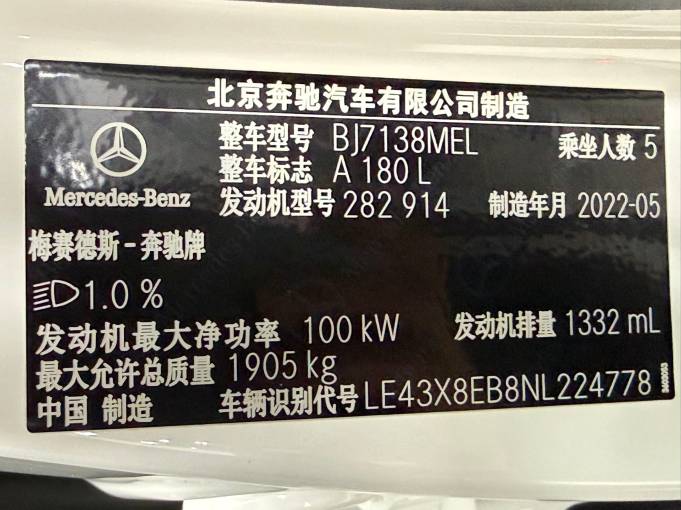 北京奔驰汽车有限公司制造
整车型号 BJ7138MEL 乘坐人数 5
整车标志 A 180 L
发动机型号 282 914 制造年月 2022-05
Mercedes-Benz
梅赛德斯-奔驰牌
1.0 %
发动机最大净功率 100 kW 发动机排量 1332 mL
最大允许总质量 1905 kg
中国 制造 车辆识别代号 LE43X8EB8NL224778